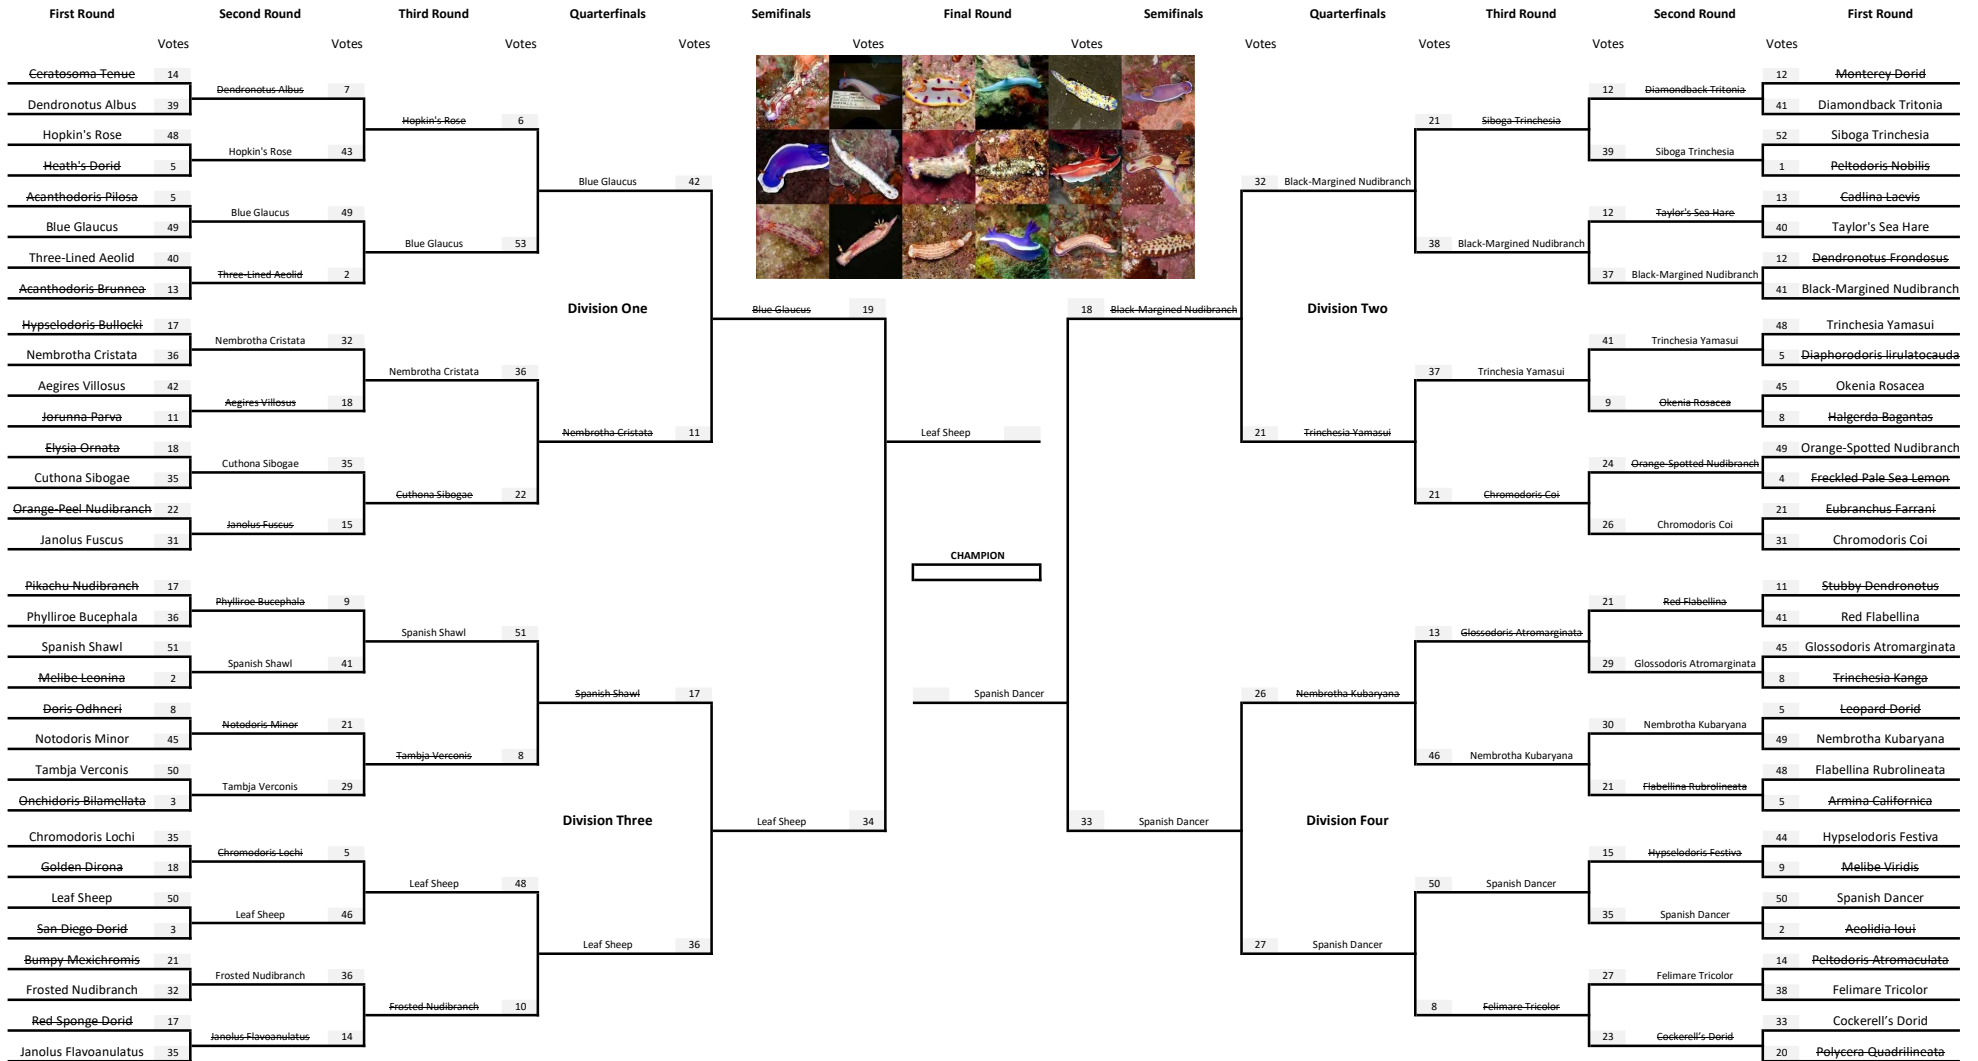 First Round Second Round Third Round Quarterfinals Semifinals Final Round Semifinals Quarterfinals Third Round Second Round First Round
Votes Votes Votes Votes Votes Votes Votes Votes Votes Votes
Ceratosoma Tenue 14 12 Monterey Dorid
Dendronotus Albus 7 12 Diamondback Tritonia
Dendronotus Albus 39 41 Diamondback Tritonia
Hopkin's Rose 6 21 Siboga Trinchesia
Hopkin's Rose 48 52 Siboga Trinchesia
Hopkin's Rose 43 39 Siboga Trinchesia
Heath's Dorid 5 1 Peltodoris Nobilis
Blue Glaucus 42 32 Black-Margined Nudibranch
Acanthodoris Pilosa 5 13 Cadlina Laevis
Blue Glaucus 49 12 Taylor's Sea Hare
Blue Glaucus 49 40 Taylor's Sea Hare
Blue Glaucus 53 38 Black-Margined Nudibranch
Three-Lined Aeolid 40 12 Dendronotus Frondosus
Three-Lined Aeolid 2 37 Black-Margined Nudibranch
Acanthodoris Brunnea 13 41 Black-Margined Nudibranch
Division One Blue Glaucus 19 18 Black-Margined Nudibranch Division Two
Hypselodoris Bullocki 17 48 Trinchesia Yamasui
Nembrotha Cristata 32 41 Trinchesia Yamasui
Nembrotha Cristata 36 5 Diaphorodoris lirulatocauda
Nembrotha Cristata 36 37 Trinchesia Yamasui
Aegires Villosus 42 45 Okenia Rosacea
Aegires Villosus 18 9 Okenia Rosacea
Jorunna Parva 11 8 Halgerda Bagantas
Nembrotha Cristata 11 Leaf Sheep 21 Trinchesia Yamasui
Elysia Ornata 18 49 Orange-Spotted Nudibranch
Cuthona Sibogae 35 24 Orange-Spotted Nudibranch
Cuthona Sibogae 35 4 Freckled Pale Sea Lemon
Cuthona Sibogae 22 21 Chromodoris Coi
Orange-Peel Nudibranch 22 21 Eubranchus Farrani
Janolus Fuscus 15 26 Chromodoris Coi
Janolus Fuscus 31 31 Chromodoris Coi
CHAMPION
Pikachu Nudibranch 17 11 Stubby Dendronotus
Phylliroe Bucephala 9 21 Red Flabellina
Phylliroe Bucephala 36 41 Red Flabellina
Spanish Shawl 51 13 Glossodoris Atromarginata
Spanish Shawl 51 45 Glossodoris Atromarginata
Spanish Shawl 41 29 Glossodoris Atromarginata
Melibe Leonina 2 8 Trinchesia Kanga
Spanish Shawl 17 Spanish Dancer 26 Nembrotha Kubaryana
Doris Odhneri 8 5 Leopard Dorid
Notodoris Minor 21 30 Nembrotha Kubaryana
Notodoris Minor 45 49 Nembrotha Kubaryana
Tambja Verconis 8 46 Nembrotha Kubaryana
Tambja Verconis 50 48 Flabellina Rubrolineata
Tambja Verconis 29 21 Flabellina Rubrolineata
Onchidoris Bilamellata 3 5 Armina Californica
Division Three Leaf Sheep 34 33 Spanish Dancer Division Four
Chromodoris Lochi 35 44 Hypselodoris Festiva
Chromodoris Lochi 5 15 Hypselodoris Festiva
Golden Dirona 18 9 Melibe Viridis
Leaf Sheep 48 50 Spanish Dancer
Leaf Sheep 50 50 Spanish Dancer
Leaf Sheep 46 35 Spanish Dancer
San Diego Dorid 3 2 Aeolidia loui
Leaf Sheep 36 27 Spanish Dancer
Bumpy Mexichromis 21 14 Peltodoris Atromaculata
Frosted Nudibranch 36 27 Felimare Tricolor
Frosted Nudibranch 32 38 Felimare Tricolor
Frosted Nudibranch 10 8 Felimare Tricolor
Red Sponge Dorid 17 33 Cockerell’s Dorid
Janolus Flavoanulatus 14 23 Cockerell's Dorid
Janolus Flavoanulatus 35 20 Polycera Quadrilineata